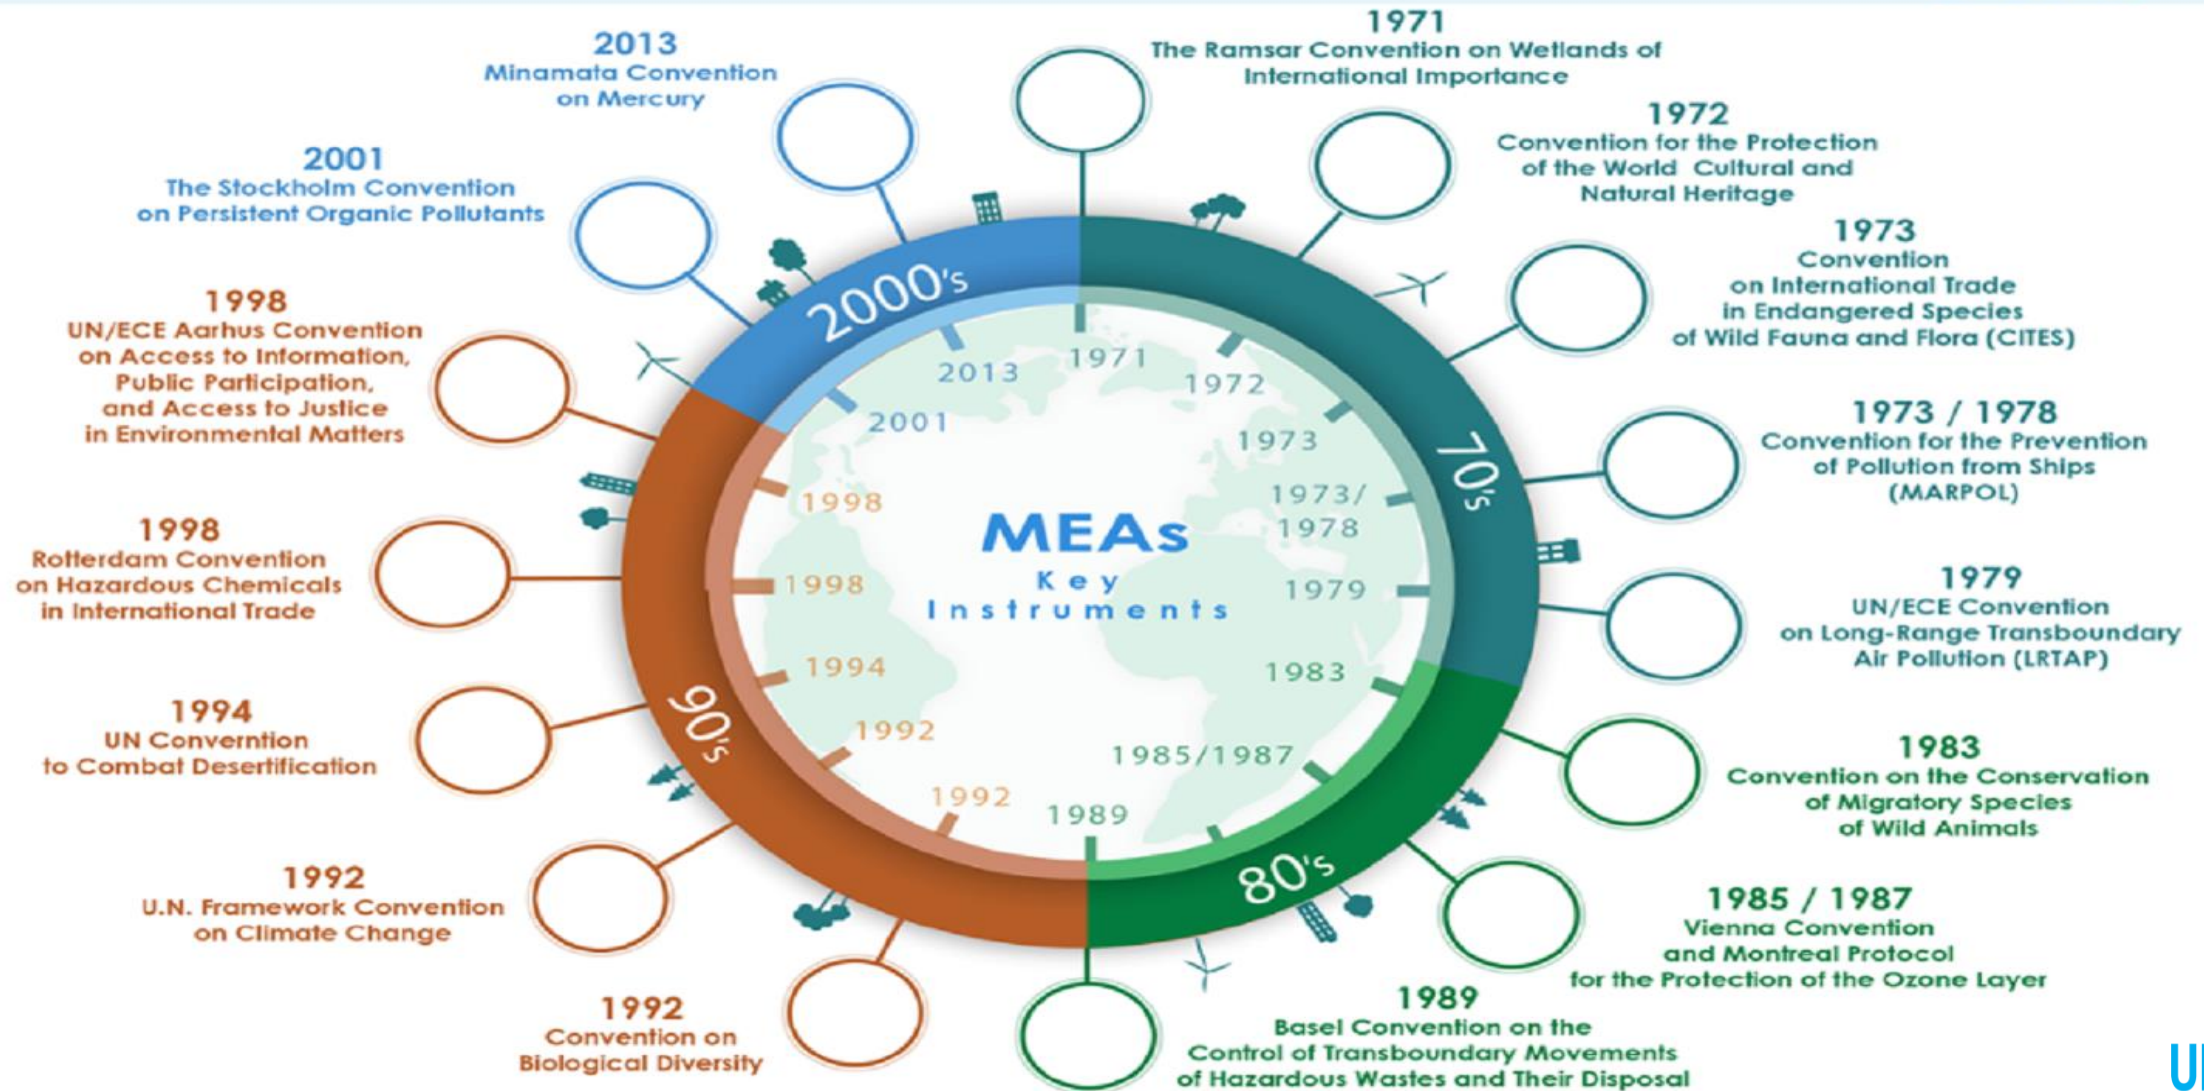 1971
The Ramsar Convention on Wetlands of
International Importance
1972
Convention for the Protection
of the World Cultural and
Natural Heritage
1973
Convention
on International Trade
in Endangered Species
of Wild Fauna and Flora (CITES)
1973 / 1978
Convention for the Prevention
of Pollution from Ships
(MARPOL)
1979
UN/ECE Convention
on Long-Range Transboundary
Air Pollution (LRTAP)
1983
Convention on the Conservation
of Migratory Species
of Wild Animals
1985 / 1987
Vienna Convention
and Montreal Protocol
for the Protection of the Ozone Layer
1989
Basel Convention on the
Control of Transboundary Movements
of Hazardous Wastes and Their Disposal
1992
Convention on
Biological Diversity
1992
U.N. Framework Convention
on Climate Change
1994
UN Converntion
to Combat Desertification
1998
Rotterdam Convention
on Hazardous Chemicals
in International Trade
1998
UN/ECE Aarhus Convention
on Access to Information,
Public Participation,
and Access to Justice
in Environmental Matters
2001
The Stockholm Convention
on Persistent Organic Pollutants
2013
Minamata Convention
on Mercury
2000's
70's
80's
90's
1971
1972
1973
1973/
1978
1979
1983
1985/1987
1989
1992
1992
1994
1998
1998
2001
2013
MEAs
Key
Instruments